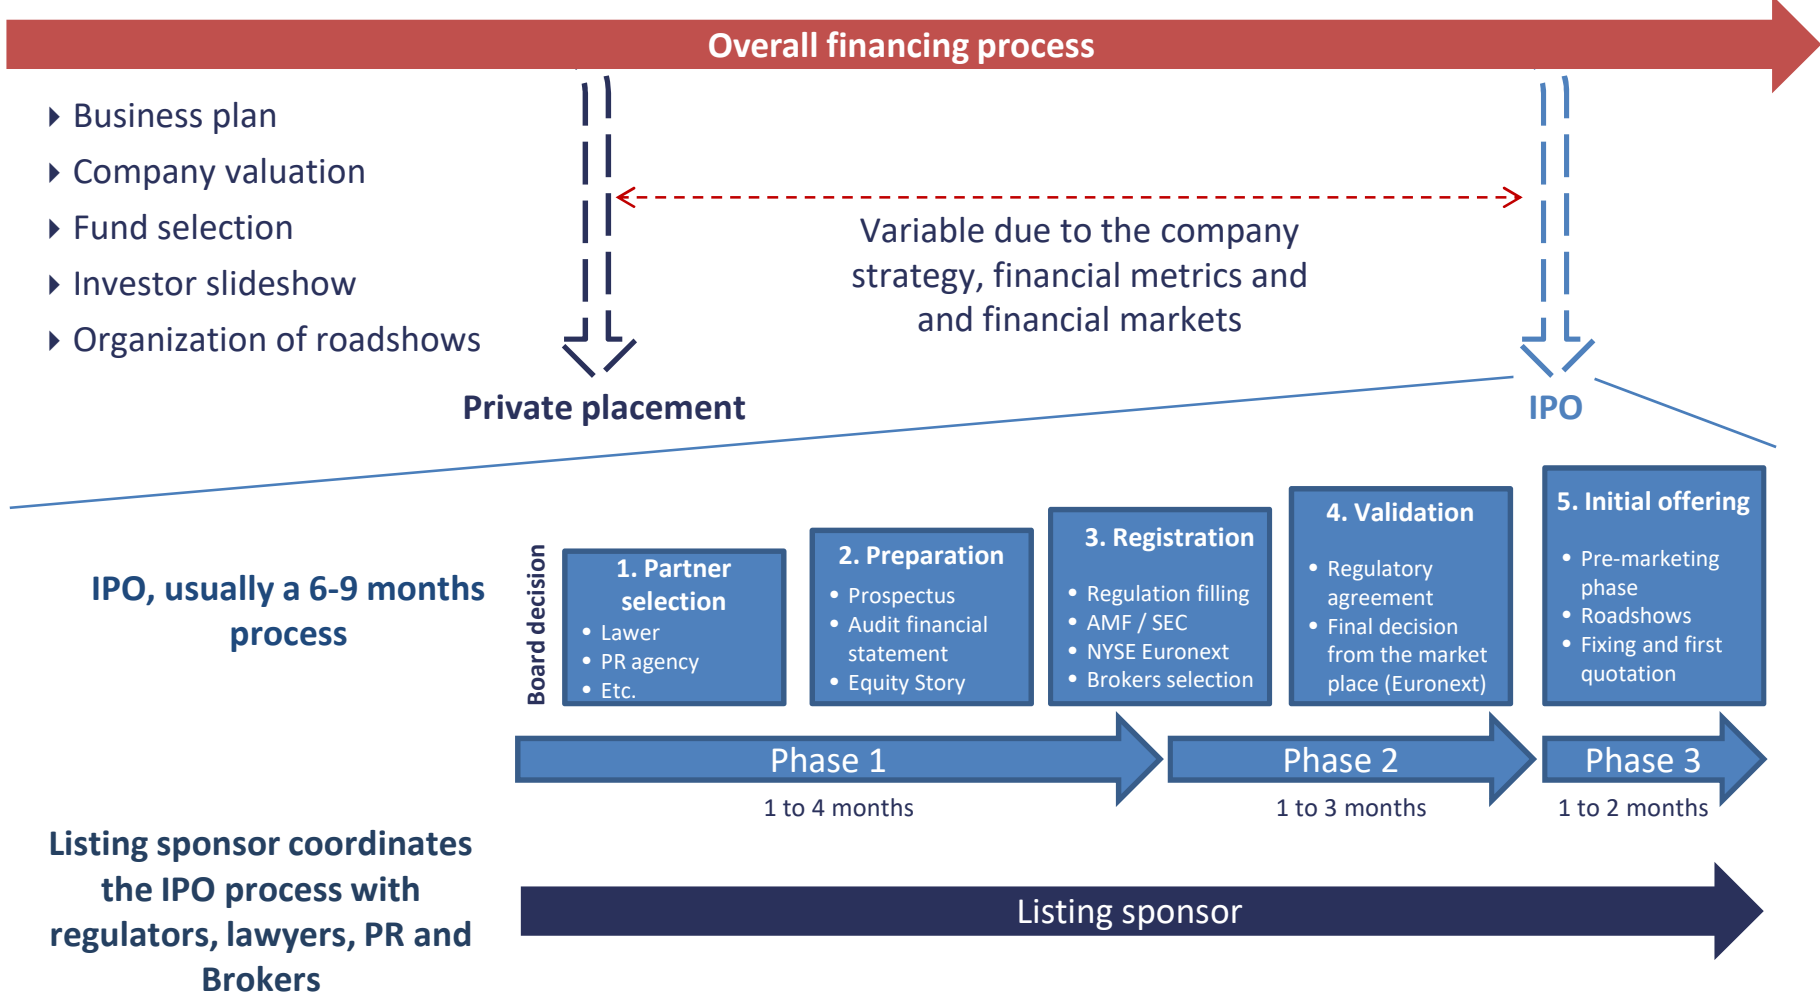 Overall financing process
Business plan
Company valuation
Fund selection
Investor slideshow
Organization of roadshows
Variable due to the company
strategy, financial metrics and
and financial markets
Private placement
IPO
IPO, usually a 6-9 months
process
Board decision
1. Partner
selection
• Lawer
• PR agency
• Etc.
2. Preparation
• Prospectus
• Audit financial
statement
• Equity Story
3. Registration
• Regulation filling
• AMF / SEC
• NYSE Euronext
• Brokers selection
4. Validation
• Regulatory
agreement
• Final decision
from the market
place (Euronext)
5. Initial offering
• Pre-marketing
phase
• Roadshows
• Fixing and first
quotation
Phase 1
Phase 2
Phase 3
1 to 4 months
1 to 3 months
1 to 2 months
Listing sponsor coordinates
the IPO process with
regulators, lawyers, PR and
Brokers
Listing sponsor